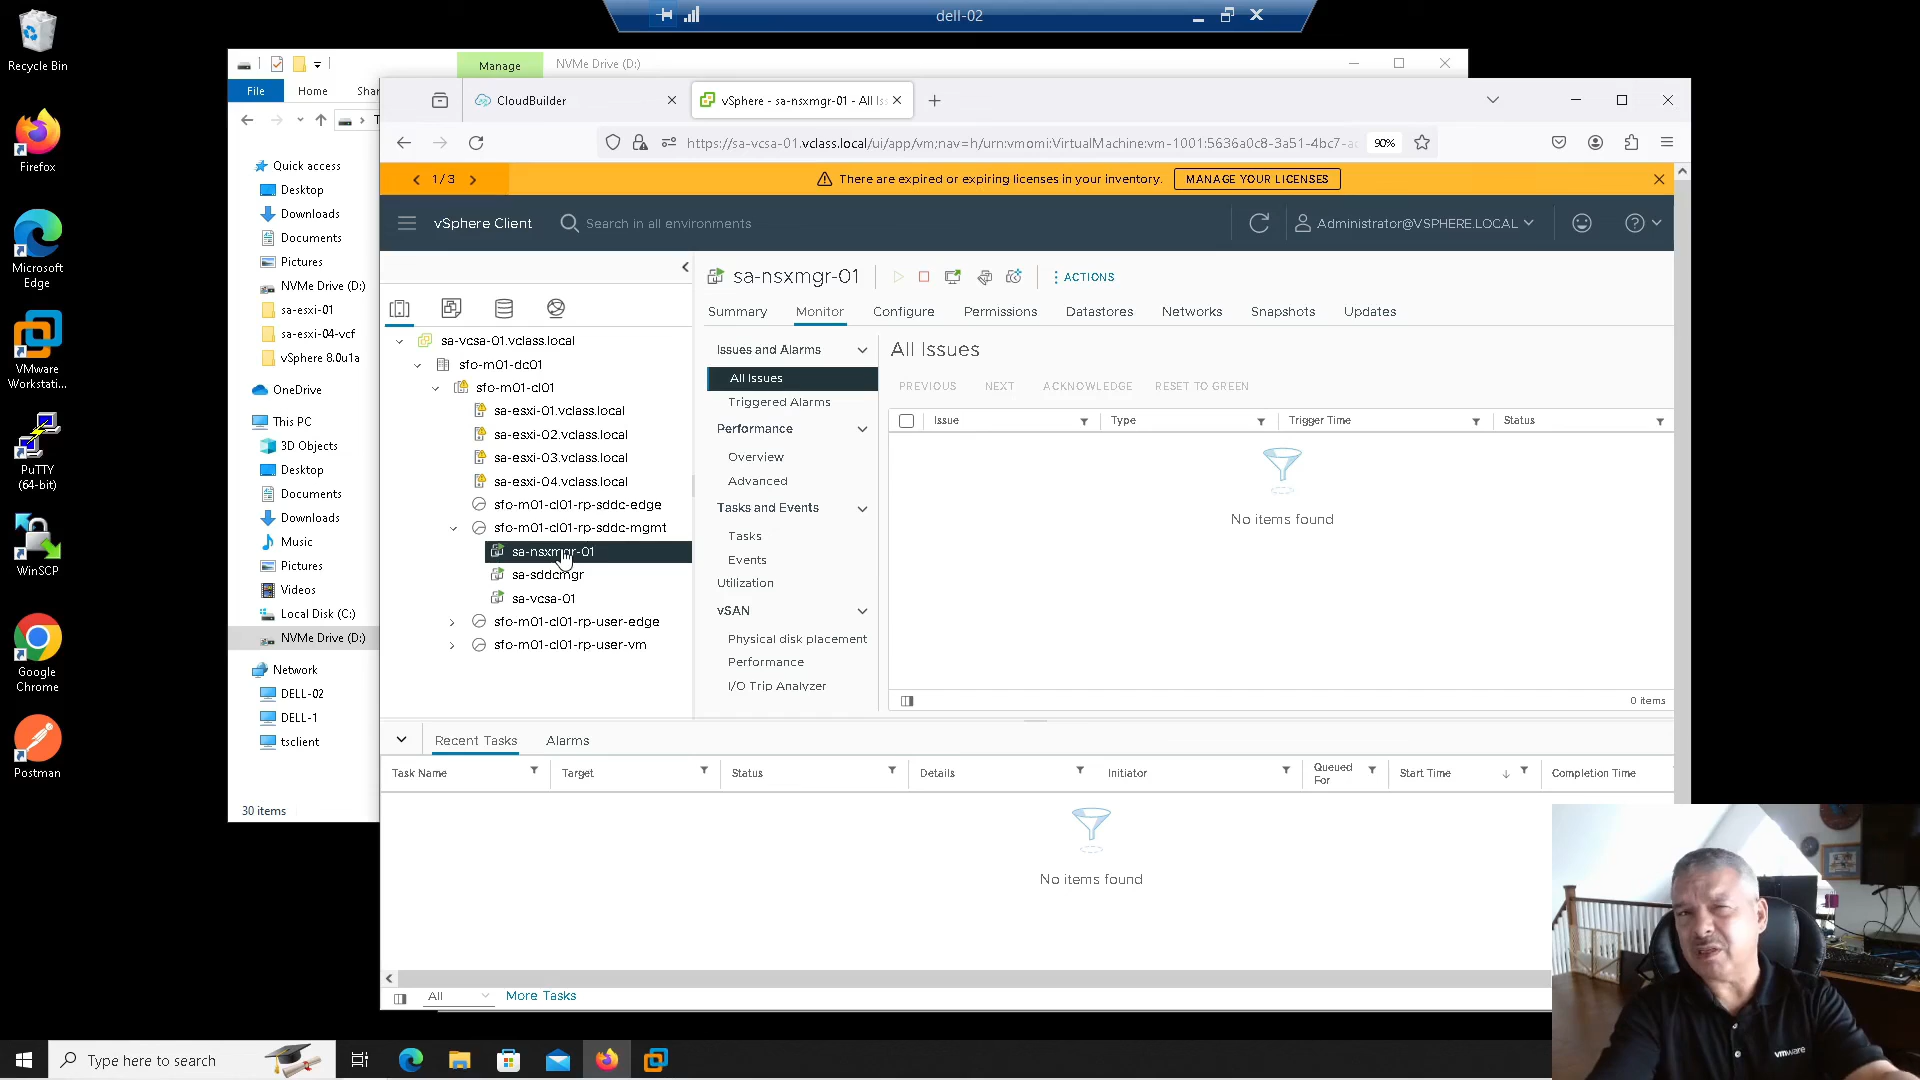 dell-02
Recycle Bin
Firefox
Microsoft
Edge
VMware
Workstati...
PuTTY
(64-bit)
WinSCP
Google
Chrome
Postman
Manage
NVMe Drive (D:)
File
Home
Shar
Quick access
Desktop
Downloads
Documents
Pictures
NVMe Drive (D:)
sa-esxi-01
sa-esxi-04-vcf
vSphere 8.0u1a
OneDrive
This PC
3D Objects
Desktop
Documents
Downloads
Music
Pictures
Videos
Local Disk (C:)
NVMe Drive (D:)
Network
DELL-02
DELL-1
tsclient
30 items
CloudBuilder
vSphere - sa-nsxmgr-01 - All Iss
https://sa-vcsa-01.vclass.local/ui/app/vm;nav=h/urn:vmomi:VirtualMachine:vm-1001:5636a0c8-3a51-4bc7-ac
90%
1 / 3
There are expired or expiring licenses in your inventory.
MANAGE YOUR LICENSES
vSphere Client
Search in all environments
Administrator@VSPHERE.LOCAL
sa-vcsa-01.vclass.local
sfo-m01-dc01
sfo-m01-cl01
sa-esxi-01.vclass.local
sa-esxi-02.vclass.local
sa-esxi-03.vclass.local
sa-esxi-04.vclass.local
sfo-m01-cl01-rp-sddc-edge
sfo-m01-cl01-rp-sddc-mgmt
sa-nsxmgr-01
sa-sddcmgr
sa-vcsa-01
sfo-m01-cl01-rp-user-edge
sfo-m01-cl01-rp-user-vm
sa-nsxmgr-01
ACTIONS
Summary
Monitor
Configure
Permissions
Datastores
Networks
Snapshots
Updates
Issues and Alarms
All Issues
Triggered Alarms
Performance
Overview
Advanced
Tasks and Events
Tasks
Events
Utilization
vSAN
Physical disk placement
Performance
I/O Trip Analyzer
All Issues
PREVIOUS
NEXT
ACKNOWLEDGE
RESET TO GREEN
Issue
Type
Trigger Time
Status
No items found
0 items
Recent Tasks
Alarms
Task Name
Target
Status
Details
Initiator
Queued
For
Start Time
Completion Time
No items found
All
More Tasks
vmware
Type here to search